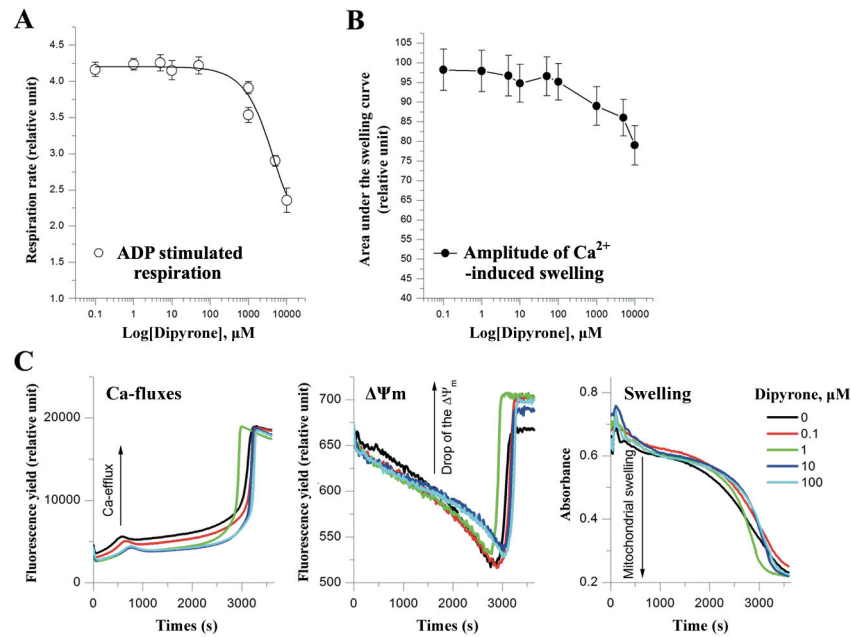 A
4.5
4.0
3.5
3.0
2.5
2.0
1.5
1.0
Respiration rate (relative unit)
ADP stimulated
respiration
0.1 1 10 100 1000 10000
Log[Dipyrone], µM
B
105
100
95
90
85
80
75
70
65
60
55
50
45
40
Area under the swelling curve
(relative unit)
Amplitude of Ca2+
-induced swelling
0.1 1 10 100 1000 10000
Log[Dipyrone], µM
C
Ca-fluxes
Fluorescence yield (relative unit)
20000
10000
0
Ca-efflux
0 1000 2000 3000
Times (s)
ΔΨm
Fluorescence yield (relative unit)
700
650
600
550
500
Drop of the ΔΨm
0 1000 2000 3000
Times (s)
Swelling
Absorbance
0.8
0.6
0.4
0.2
Mitochondrial swelling
0 1000 2000 3000
Time (s)
Dipyrone, µM
0
0.1
1
10
100